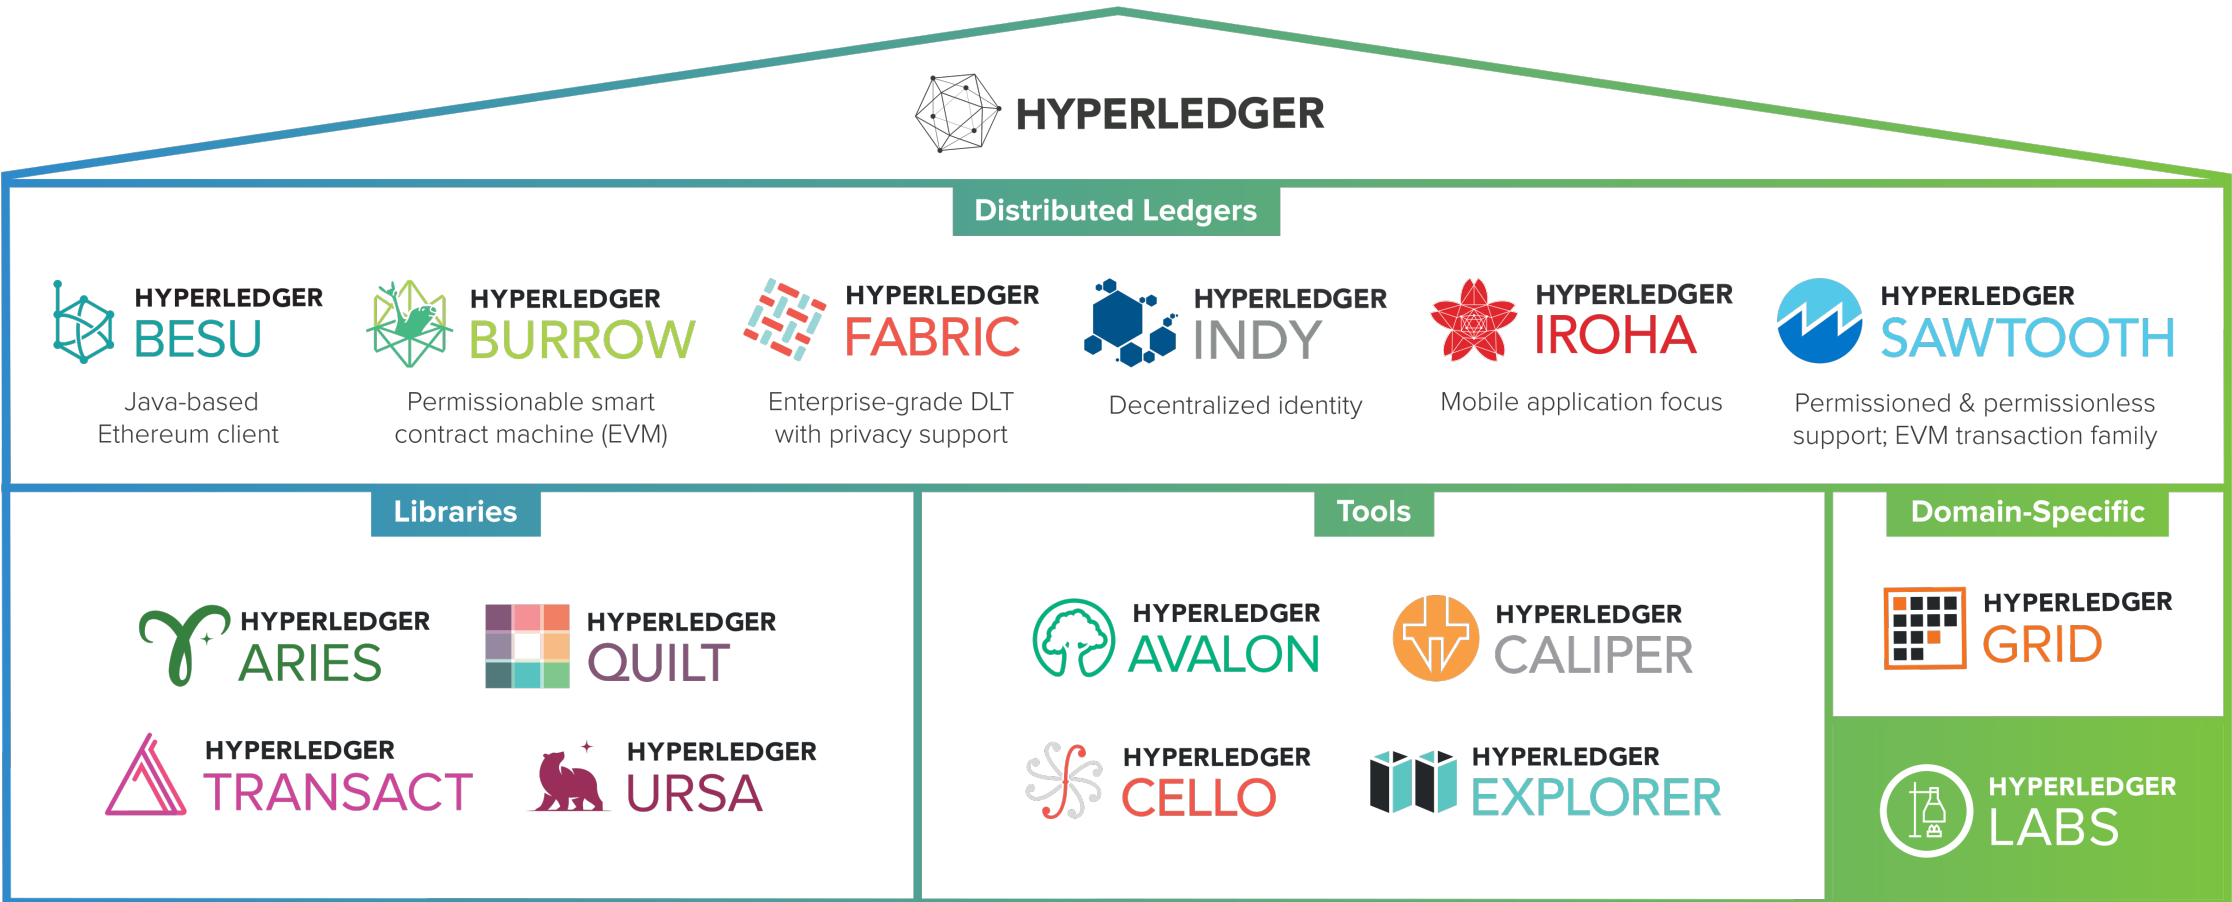 HYPERLEDGER
Distributed Ledgers
HYPERLEDGER
BESU
Java-based
Ethereum client
HYPERLEDGER
BURROW
Permissionable smart
contract machine (EVM)
HYPERLEDGER
FABRIC
Enterprise-grade DLT
with privacy support
HYPERLEDGER
INDY
Decentralized identity
HYPERLEDGER
IROHA
Mobile application focus
HYPERLEDGER
SAWTOOTH
Permissioned & permissionless
support; EVM transaction family
Libraries
HYPERLEDGER
ARIES
HYPERLEDGER
QUILT
HYPERLEDGER
TRANSACT
HYPERLEDGER
URSA
Tools
HYPERLEDGER
AVALON
HYPERLEDGER
CALIPER
HYPERLEDGER
CELLO
HYPERLEDGER
EXPLORER
Domain-Specific
HYPERLEDGER
GRID
HYPERLEDGER
LABS